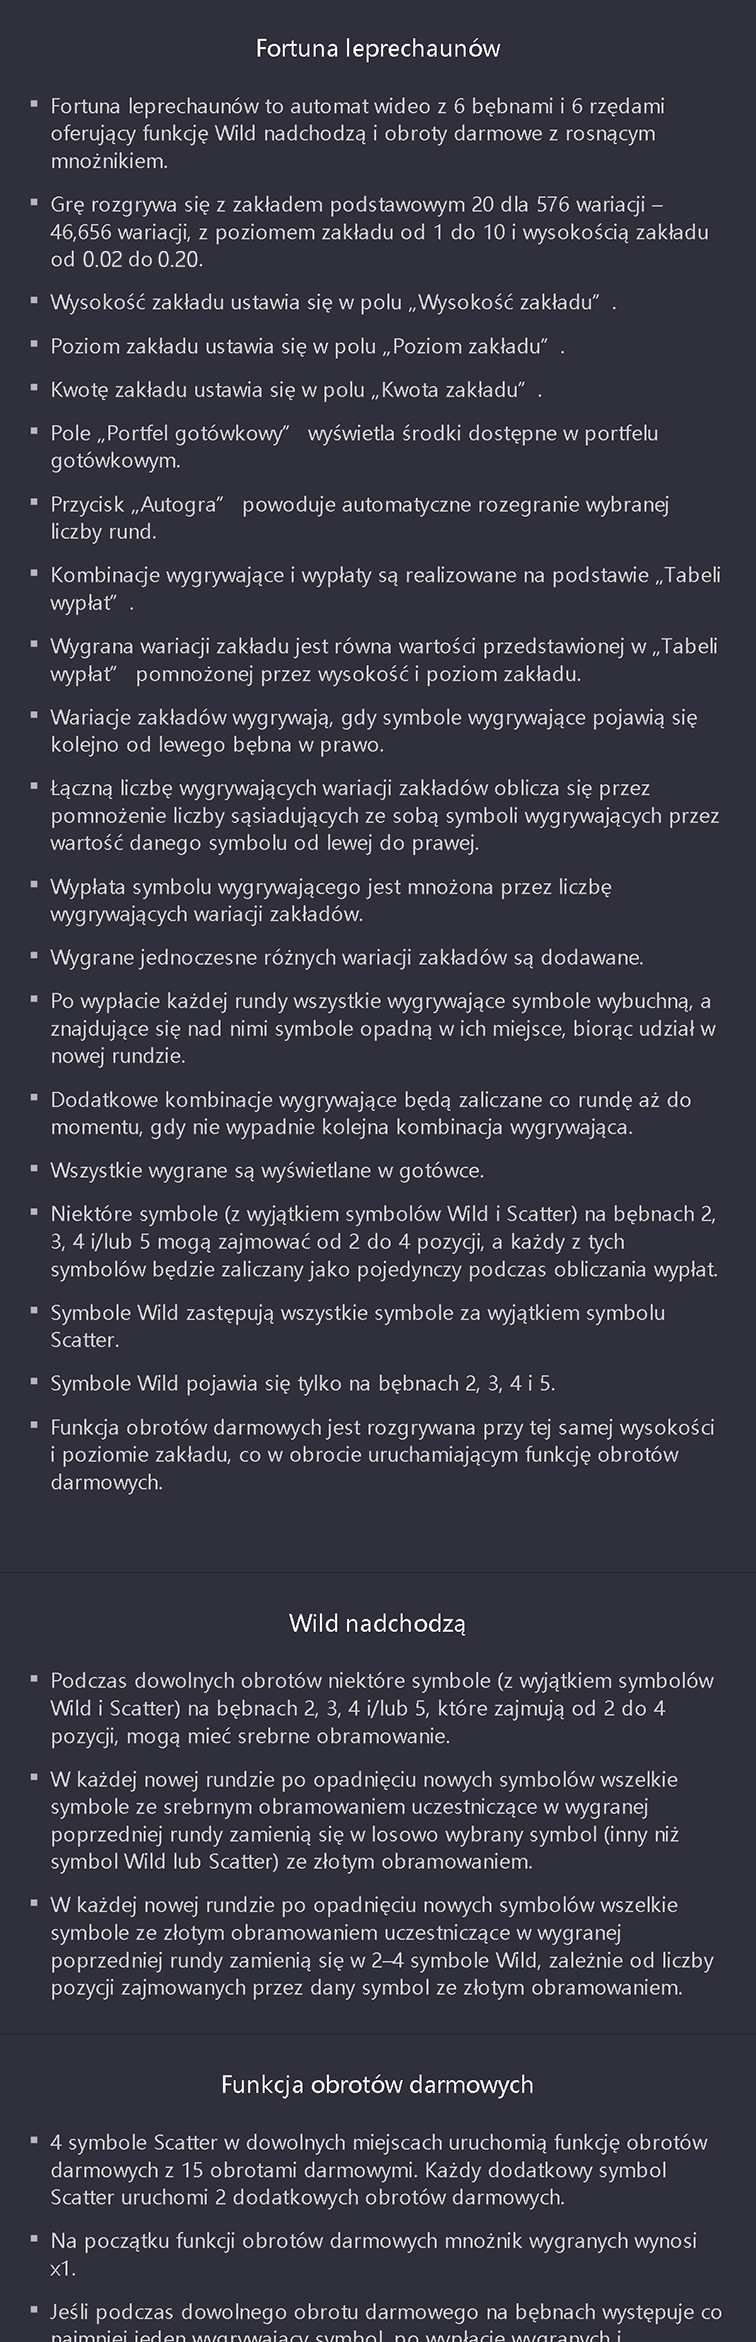 Fortuna leprechaunów
▪ Fortuna leprechaunów to automat wideo z 6 bębnami i 6 rzędami
oferujący funkcję Wild nadchodzą i obroty darmowe z rosnącym
mnożnikiem.
▪ Grę rozgrywa się z zakładem podstawowym 20 dla 576 wariacji –
46,656 wariacji, z poziomem zakładu od 1 do 10 i wysokością zakładu
od 0.02 do 0.20.
▪ Wysokość zakładu ustawia się w polu „Wysokość zakładu” .
▪ Poziom zakładu ustawia się w polu „Poziom zakładu” .
▪ Kwotę zakładu ustawia się w polu „Kwota zakładu” .
▪ Pole „Portfel gotówkowy” wyświetla środki dostępne w portfelu
gotówkowym.
▪ Przycisk „Autogra” powoduje automatyczne rozegranie wybranej
liczby rund.
▪ Kombinacje wygrywające i wypłaty są realizowane na podstawie „Tabeli
wypłat” .
▪ Wygrana wariacji zakładu jest równa wartości przedstawionej w „Tabeli
wypłat” pomnożonej przez wysokość i poziom zakładu.
▪ Wariacje zakładów wygrywają, gdy symbole wygrywające pojawią się
kolejno od lewego bębna w prawo.
▪ Łączną liczbę wygrywających wariacji zakładów oblicza się przez
pomnożenie liczby sąsiadujących ze sobą symboli wygrywających przez
wartość danego symbolu od lewej do prawej.
▪ Wypłata symbolu wygrywającego jest mnożona przez liczbę
wygrywających wariacji zakładów.
▪ Wygrane jednoczesne różnych wariacji zakładów są dodawane.
▪ Po wypłacie każdej rundy wszystkie wygrywające symbole wybuchną, a
znajdujące się nad nimi symbole opadną w ich miejsce, biorąc udział w
nowej rundzie.
▪ Dodatkowe kombinacje wygrywające będą zaliczane co rundę aż do
momentu, gdy nie wypadnie kolejna kombinacja wygrywająca.
▪ Wszystkie wygrane są wyświetlane w gotówce.
▪ Niektóre symbole (z wyjątkiem symbolów Wild i Scatter) na bębnach 2,
3, 4 i/lub 5 mogą zajmować od 2 do 4 pozycji, a każdy z tych
symbolów będzie zaliczany jako pojedynczy podczas obliczania wypłat.
▪ Symbole Wild zastępują wszystkie symbole za wyjątkiem symbolu
Scatter.
▪ Symbole Wild pojawia się tylko na bębnach 2, 3, 4 i 5.
▪ Funkcja obrotów darmowych jest rozgrywana przy tej samej wysokości
i poziomie zakładu, co w obrocie uruchamiającym funkcję obrotów
darmowych.
Wild nadchodzą
▪ Podczas dowolnych obrotów niektóre symbole (z wyjątkiem symbolów
Wild i Scatter) na bębnach 2, 3, 4 i/lub 5, które zajmują od 2 do 4
pozycji, mogą mieć srebrne obramowanie.
▪ W każdej nowej rundzie po opadnięciu nowych symbolów wszelkie
symbole ze srebrnym obramowaniem uczestniczące w wygranej
poprzedniej rundy zamienią się w losowo wybrany symbol (inny niż
symbol Wild lub Scatter) ze złotym obramowaniem.
▪ W każdej nowej rundzie po opadnięciu nowych symbolów wszelkie
symbole ze złotym obramowaniem uczestniczące w wygranej
poprzedniej rundy zamienią się w 2–4 symbole Wild, zależnie od liczby
pozycji zajmowanych przez dany symbol ze złotym obramowaniem.
Funkcja obrotów darmowych
▪ 4 symbole Scatter w dowolnych miejscach uruchomią funkcję obrotów
darmowych z 15 obrotami darmowymi. Każdy dodatkowy symbol
Scatter uruchomi 2 dodatkowych obrotów darmowych.
▪ Na początku funkcji obrotów darmowych mnożnik wygranych wynosi
x1.
▪ Jeśli podczas dowolnego obrotu darmowego na bębnach występuje co
najmniej jeden wygrywający symbol, po wypłacie wygranych i